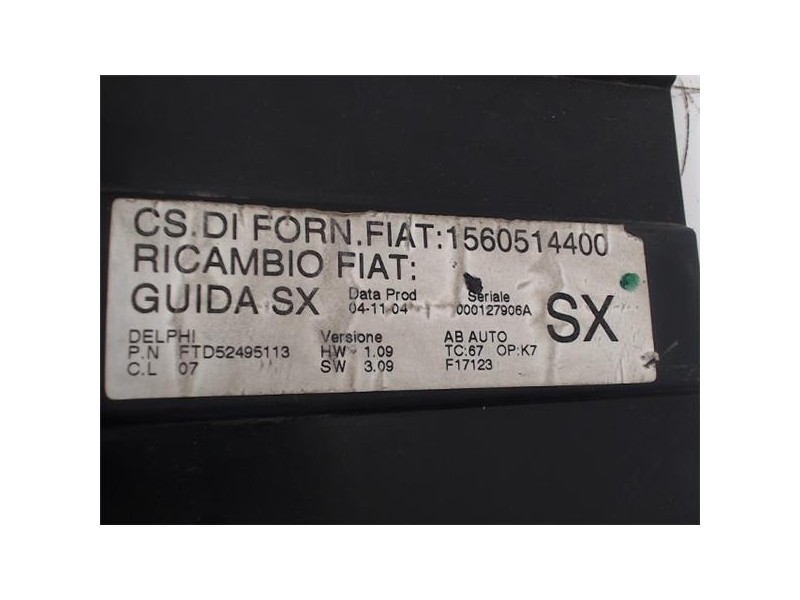 CS.DI FORN.FIAT:1560514400
RICAMBIO FIAT:
GUIDA SX
Data Prod
04-11 04
Seriale
000127906A
SX
DELPHI
P.N FTD52495113
C.L 07
Versione
HW 1.09
SW 3.09
AB AUTO
TC:67 OP:K7
F17123